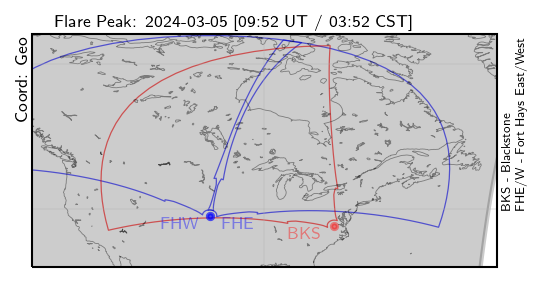 Flare Peak: 2024-03-05 [09:52 UT / 03:52 CST]
Coord: Geo
FHW
FHE
BKS
BKS - Blackstone
FHE/W - Fort Hays East/West